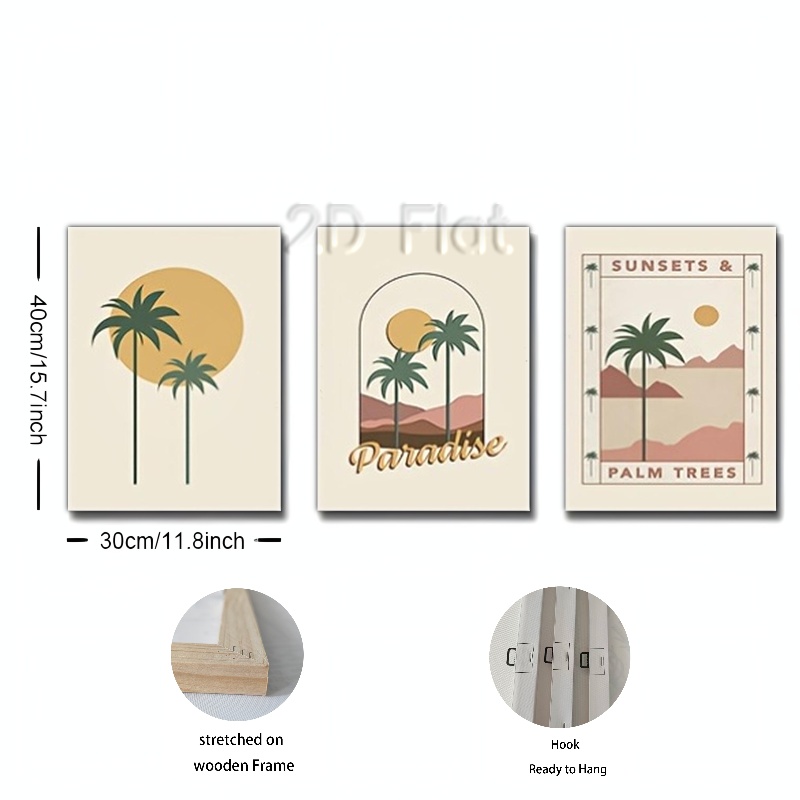 2D Flat
SUNSETS &
Paradise
PALM TREES
40cm/15.7inch
30cm/11.8inch
stretched on
wooden Frame
Hook
Ready to Hang